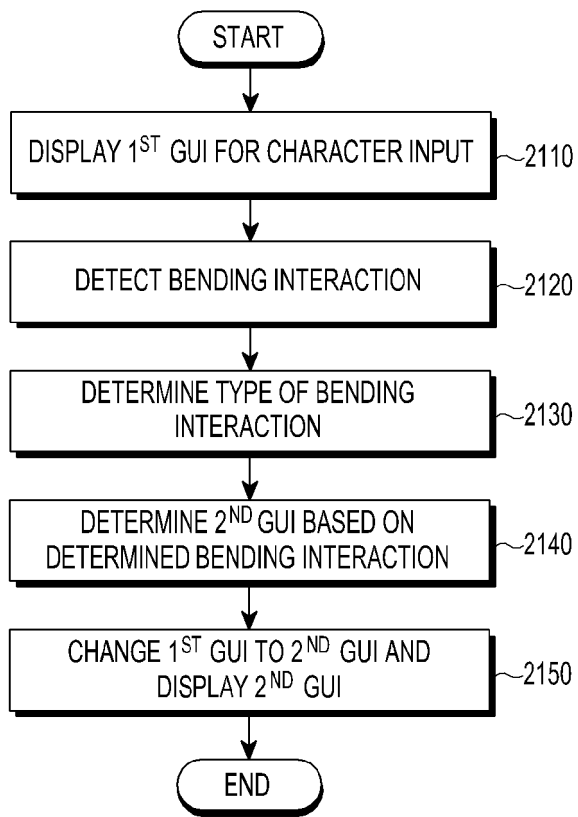 START
DISPLAY 1ST GUI FOR CHARACTER INPUT
2110
DETECT BENDING INTERACTION
2120
DETERMINE TYPE OF BENDING
INTERACTION
2130
DETERMINE 2ND GUI BASED ON
DETERMINED BENDING INTERACTION
2140
CHANGE 1ST GUI TO 2ND GUI AND
DISPLAY 2ND GUI
2150
END